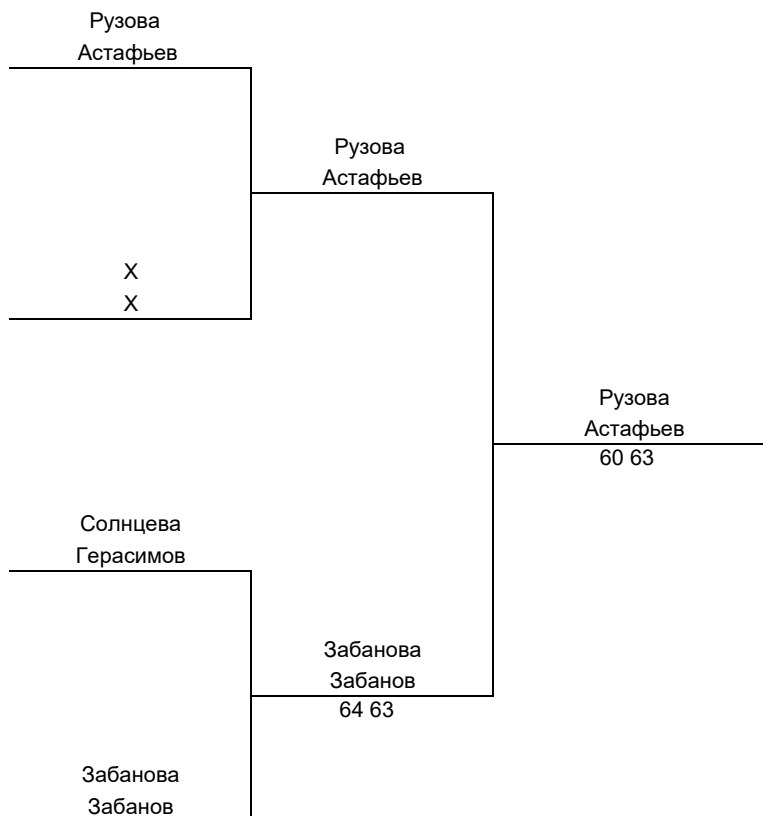 Рузова
Астафьев
Рузова
Астафьев
Х
Х
Рузова
Астафьев
60 63
Солнцева
Герасимов
Забанова
Забанов
64 63
Забанова
Забанов